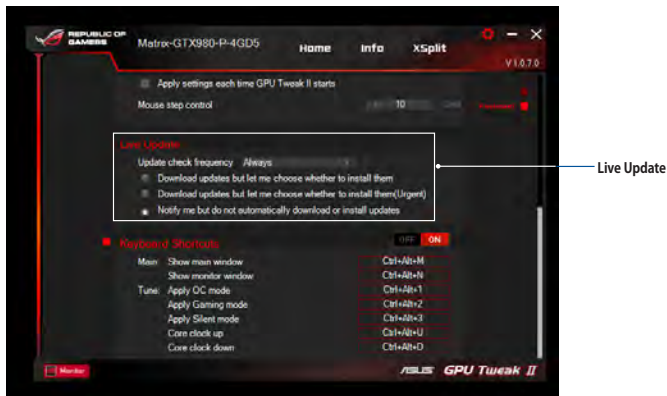 REPUBLIC OF
GAMERS
Matrix-GTX980-P-4GD5
Home Info XSplit
V1.0.7.0
Apply settings each time GPU Tweak II starts
Mouse step control 10
Live Update
Update check frequency Always
Download updates but let me choose whether to install them
Download updates but let me choose whether to install them(Urgent)
Notify me but do not automatically download or install updates
Live Update
Keyboard Shortcuts OFF ON
Main: Show main window Ctrl+Alt+M
Show monitor window Ctrl+Alt+N
Tune: Apply OC mode Ctrl+Alt+1
Apply Gaming mode Ctrl+Alt+2
Apply Silent mode Ctrl+Alt+3
Core clock up Ctrl+Alt+U
Core clock down Ctrl+Alt+D
Monitor
ASUS GPU Tweak II